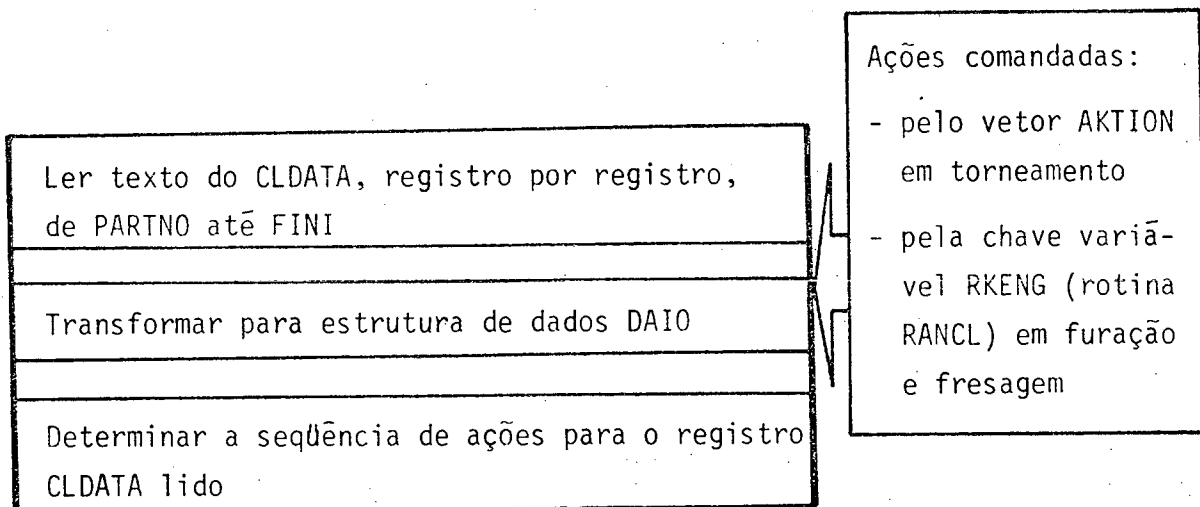 Ler texto do CLDATA, registro por registro,
de PARTNO até FINI
Transformar para estrutura de dados DAIO
Determinar a seqüência de ações para o registro
CLDATA lido
Ações comandadas:
- pelo vetor AKTION
em torneamento
- pela chave variá-
vel RKENG (rotina
RANCL) em furação
e fresagem